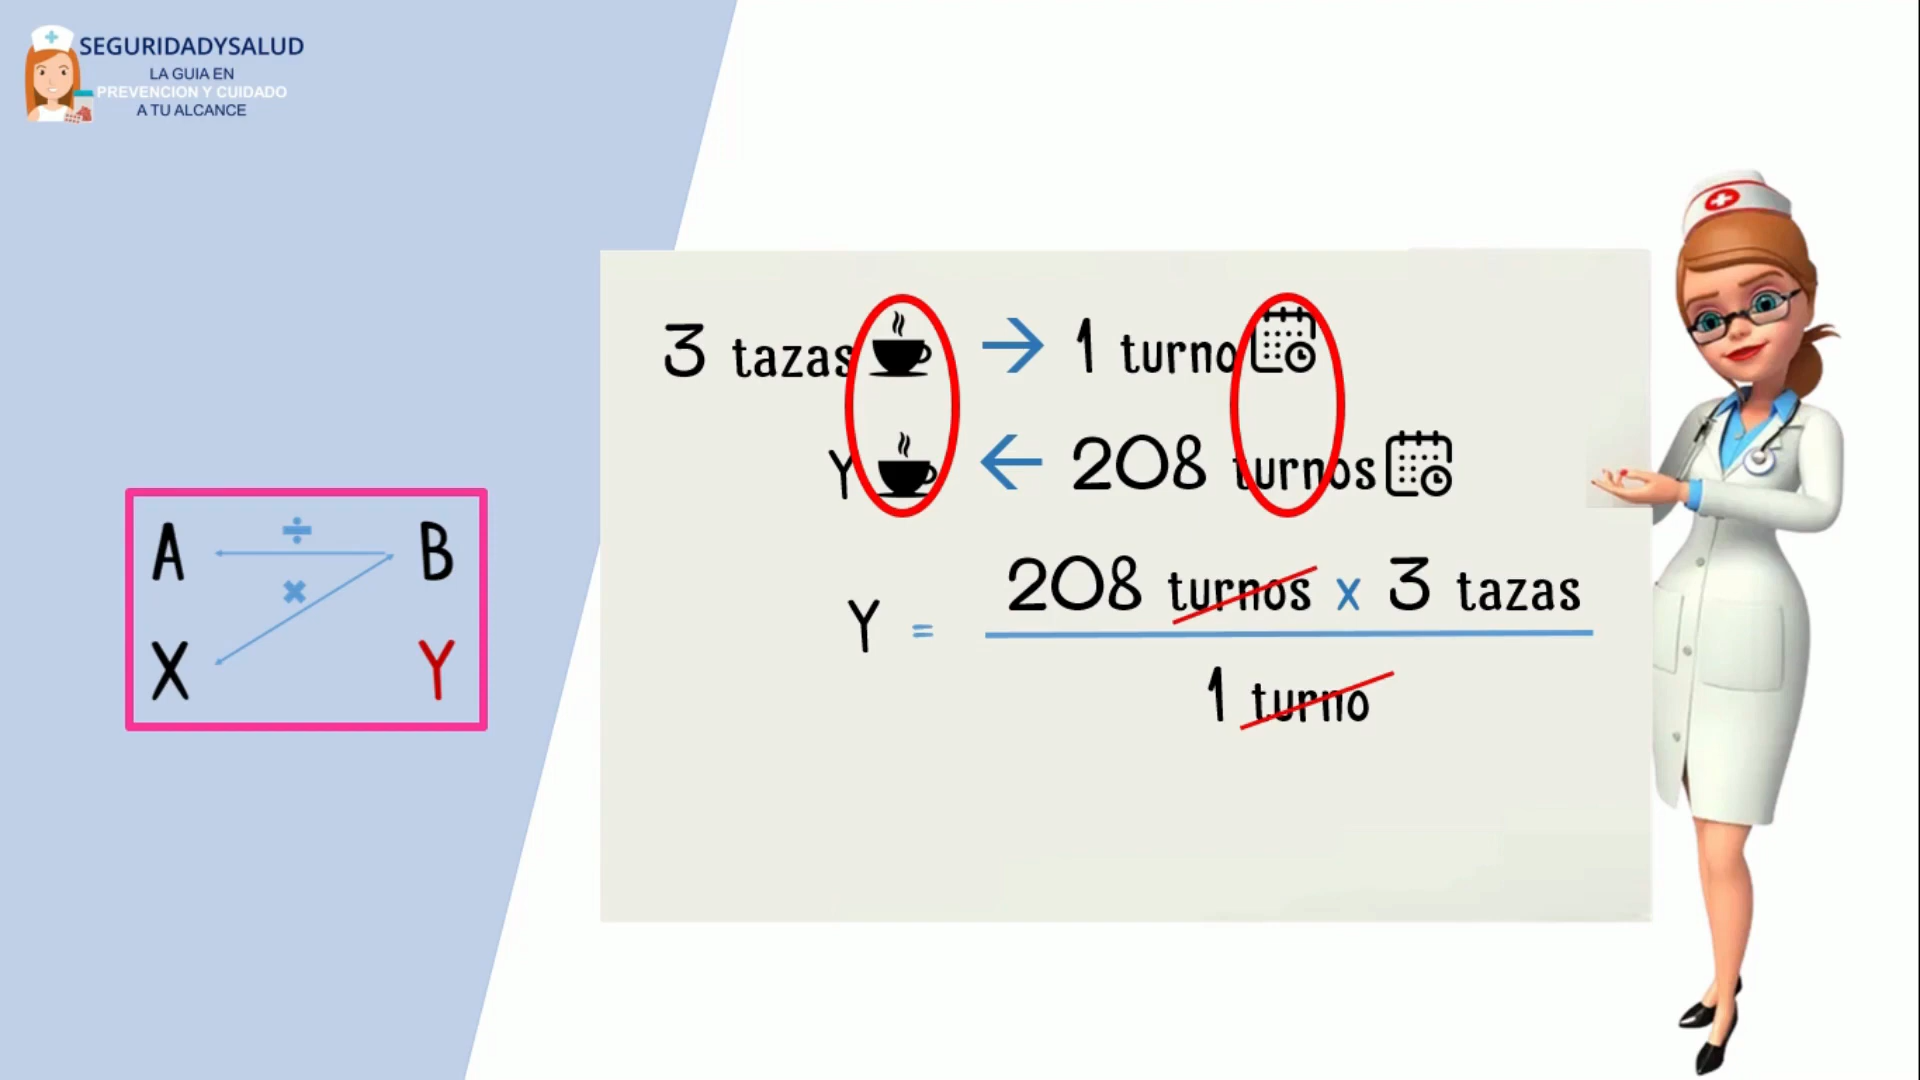 SEGURIDADYSALUD
LA GUIA EN
PREVENCION Y CUIDADO
A TU ALCANCE
3 tazas → 1 turno
Y ← 208 turnos
A ÷ B
×
X Y
208 turnos x 3 tazas
Y =
1 turno